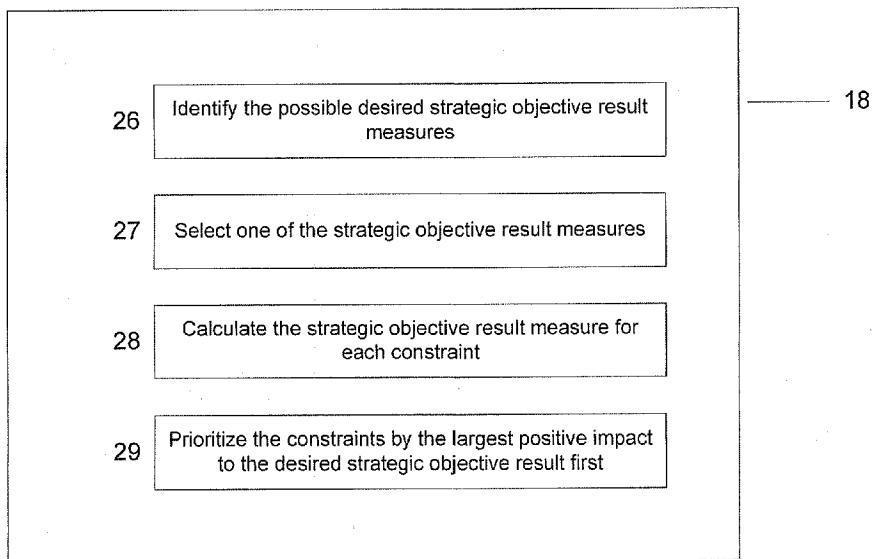 18
26
Identify the possible desired strategic objective result
measures
27
Select one of the strategic objective result measures
28
Calculate the strategic objective result measure for
each constraint
29
Prioritize the constraints by the largest positive impact
to the desired strategic objective result first